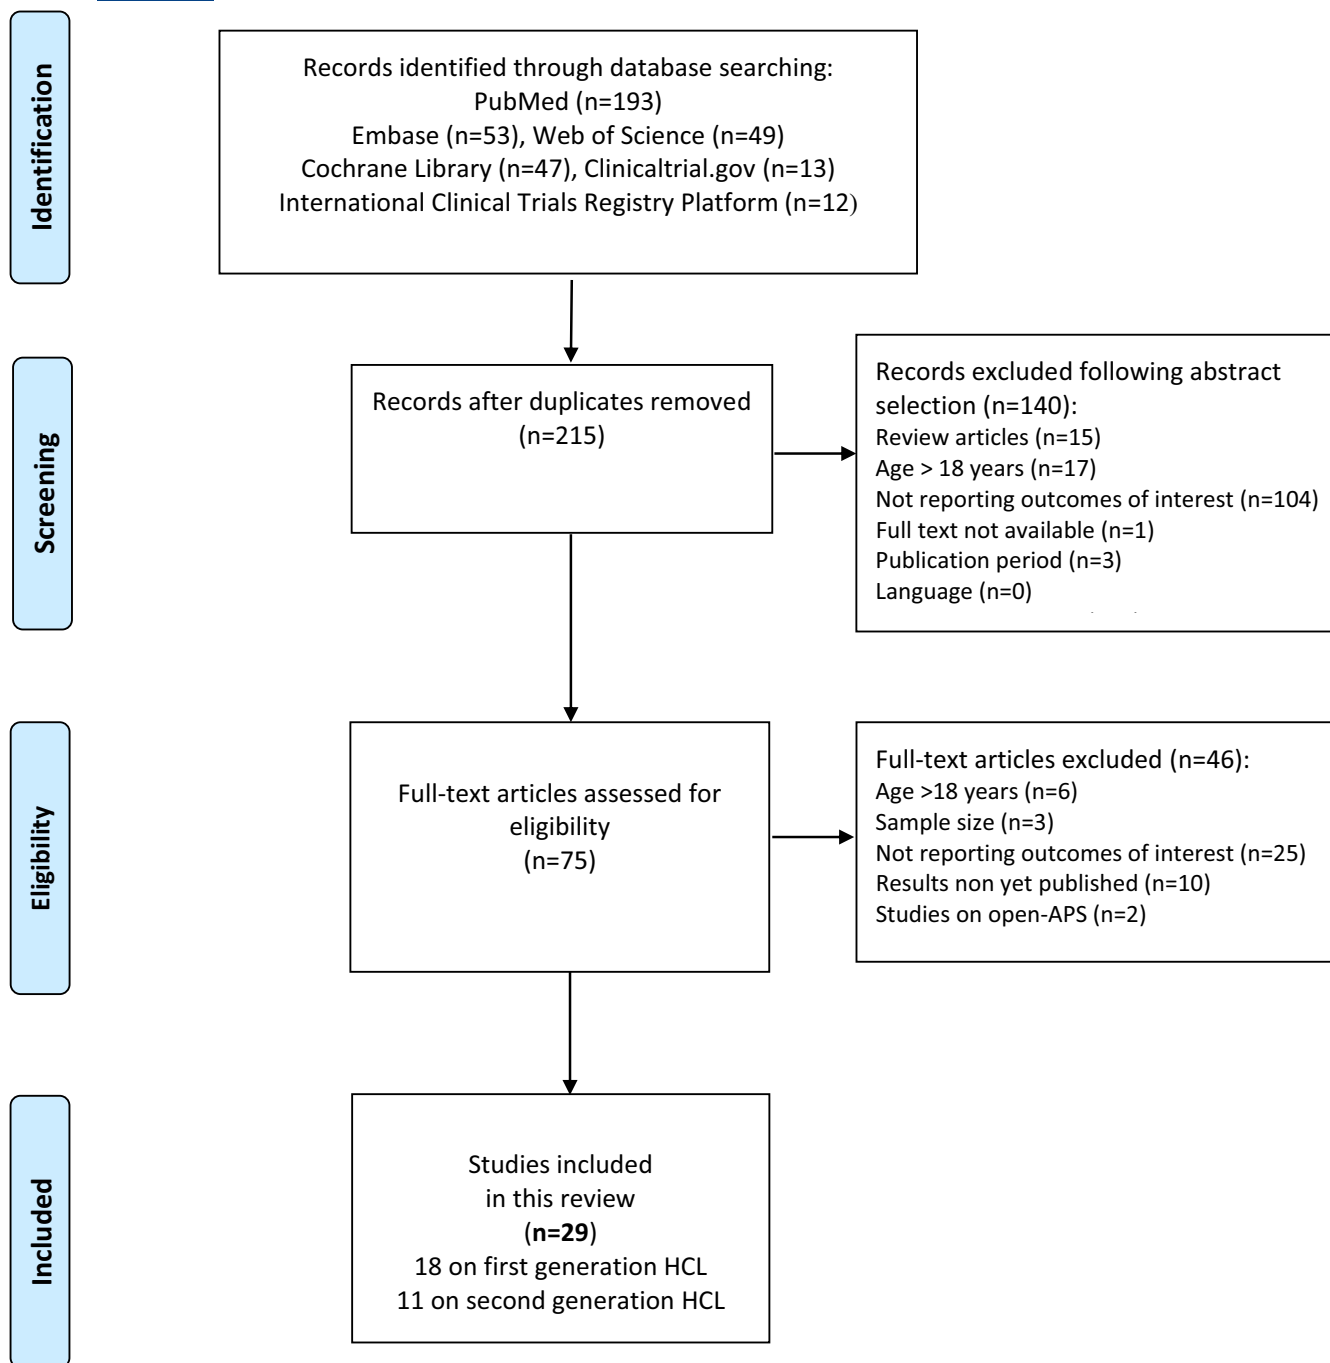 Identification
Records identified through database searching:
PubMed (n=193)
Embase (n=53), Web of Science (n=49)
Cochrane Library (n=47), Clinicaltrial.gov (n=13)
International Clinical Trials Registry Platform (n=12)
Screening
Records after duplicates removed
(n=215)
Records excluded following abstract
selection (n=140):
Review articles (n=15)
Age > 18 years (n=17)
Not reporting outcomes of interest (n=104)
Full text not available (n=1)
Publication period (n=3)
Language (n=0)
Eligibility
Full-text articles assessed for
eligibility
(n=75)
Full-text articles excluded (n=46):
Age >18 years (n=6)
Sample size (n=3)
Not reporting outcomes of interest (n=25)
Results non yet published (n=10)
Studies on open-APS (n=2)
Included
Studies included
in this review
(n=29)
18 on first generation HCL
11 on second generation HCL